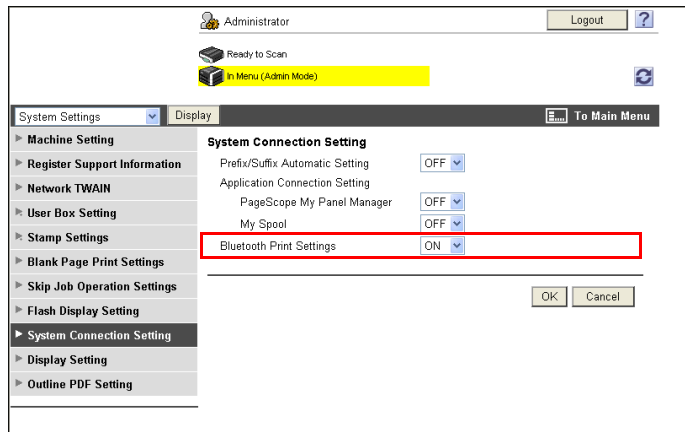 Administrator
Logout
?
Ready to Scan
In Menu (Admin Mode)
System Settings
Display
To Main Menu
Machine Setting
Register Support Information
Network TWAIN
User Box Setting
Stamp Settings
Blank Page Print Settings
Skip Job Operation Settings
Flash Display Setting
System Connection Setting
Display Setting
Outline PDF Setting
System Connection Setting
Prefix/Suffix Automatic Setting OFF
Application Connection Setting
PageScope My Panel Manager OFF
My Spool OFF
Bluetooth Print Settings ON
OK Cancel